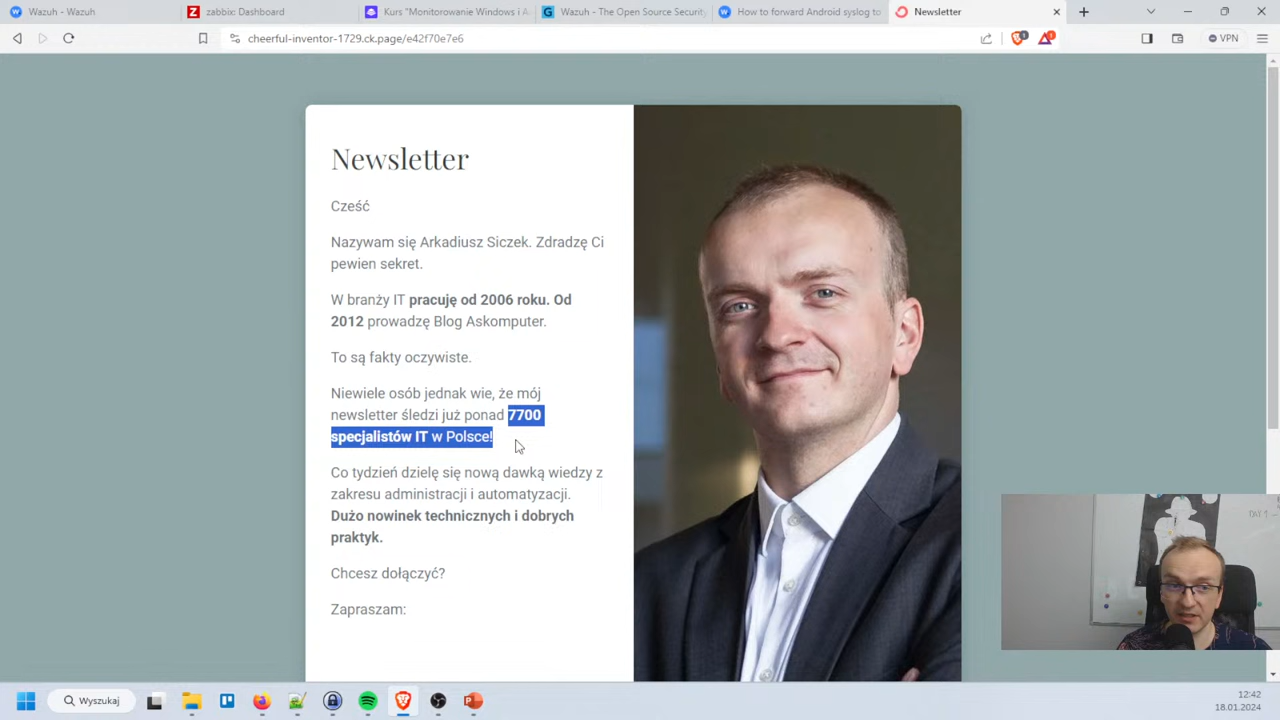 Wazuh - Wazuh
zabbix: Dashboard
Kurs "Monitorowanie Windows i A
Wazuh - The Open Source Security
How to forward Android syslog to
Newsletter
cheerful-inventor-1729.ck.page/e42f70e7e6
VPN
Newsletter
Cześć
Nazywam się Arkadiusz Siczek. Zdradzę Ci
pewien sekret.
W branży IT pracuję od 2006 roku. Od
2012 prowadzę Blog Askomputer.
To są fakty oczywiste.
Niewiele osób jednak wie, że mój
newsletter śledzi już ponad 7700
specjalistów IT w Polsce!
Co tydzień dzielę się nową dawką wiedzy z
zakresu administracji i automatyzacji.
Dużo nowinek technicznych i dobrych
praktyk.
Chcesz dołączyć?
Zapraszam:
Wyszukaj
12:42
18.01.2024